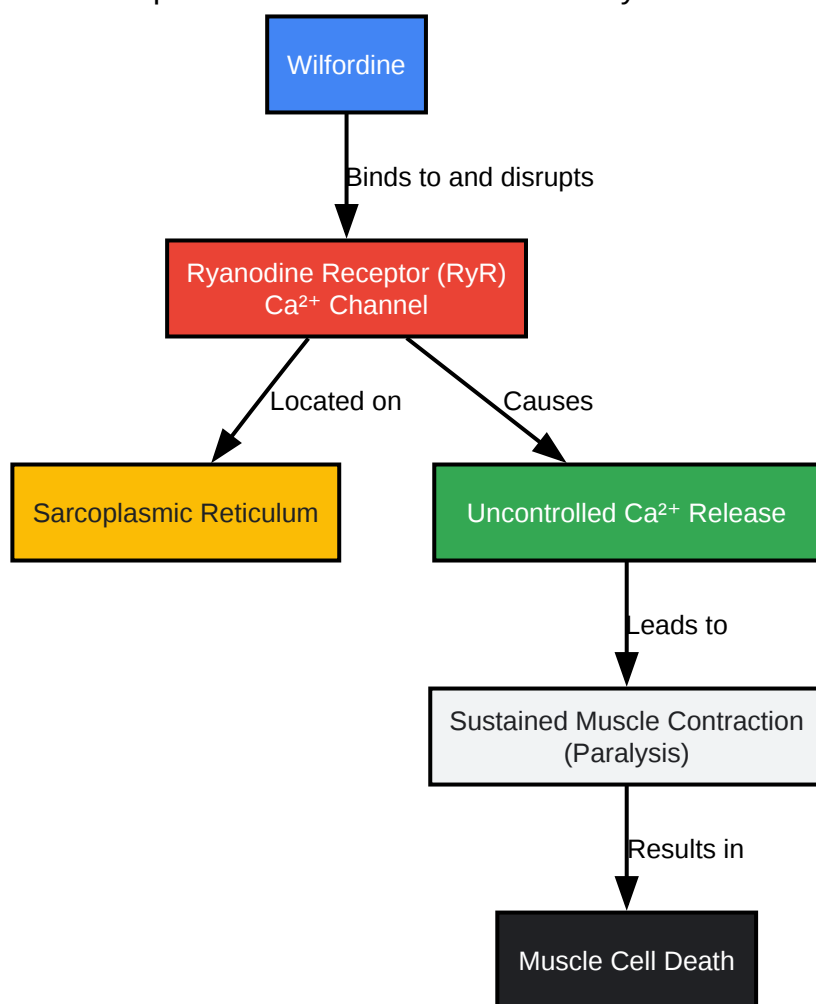 Wilfordine
Binds to and disrupts
Ryanodine Receptor (RyR)
Ca²⁺ Channel
Located on
Causes
Sarcoplasmic Reticulum
Uncontrolled Ca²⁺ Release
Leads to
Sustained Muscle Contraction
(Paralysis)
Results in
Muscle Cell Death